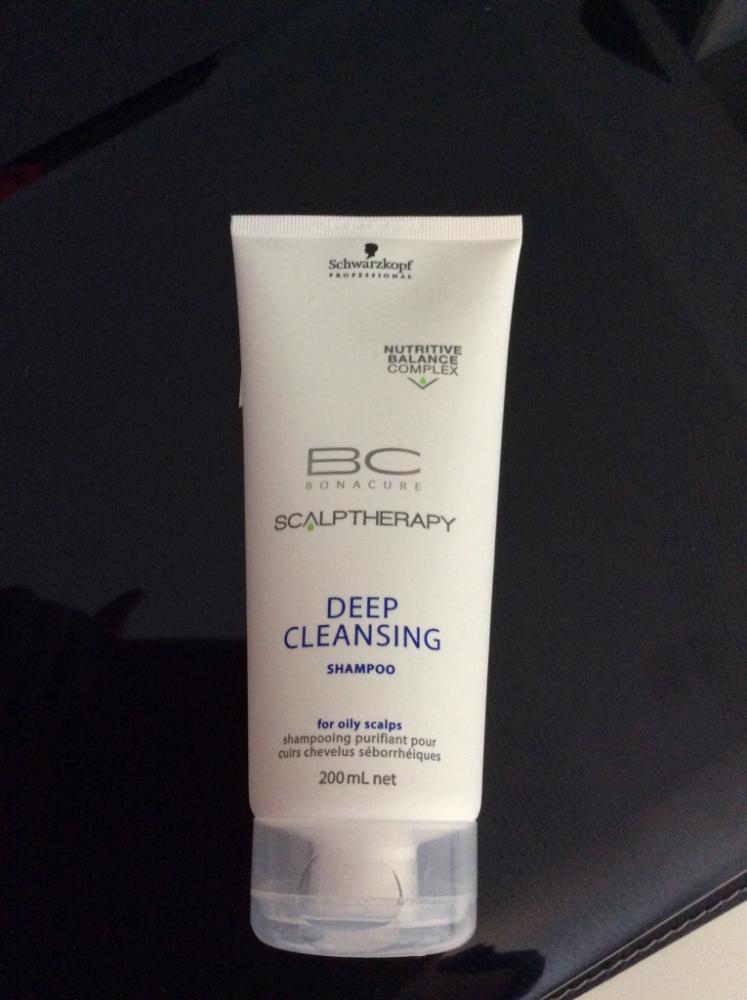 Schwarzkopf
PROFESSIONAL
NUTRITIVE
BALANCE
COMPLEX
BC
BONACURE
SCALPTHERAPY
DEEP
CLEANSING
SHAMPOO
for oily scalps
shampooing purifiant pour
cuirs chevelus séborrhéiques
200mL net